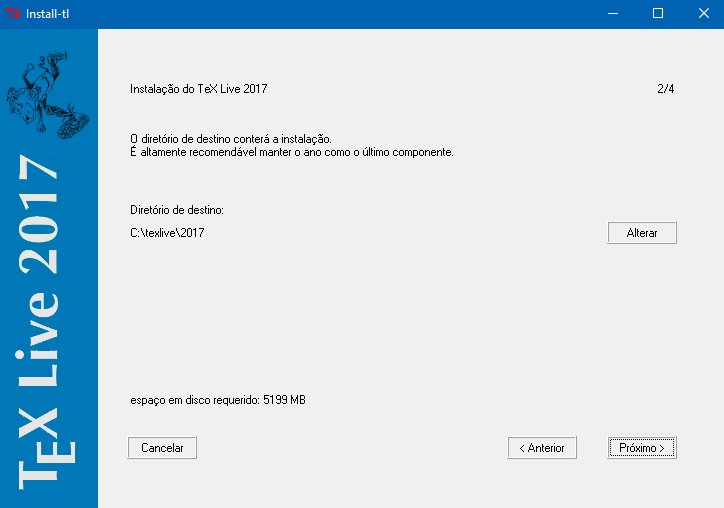 Install-tl
TEX Live 2017
Instalação do TeX Live 2017
2/4
O diretório de destino conterá a instalação.
É altamente recomendável manter o ano como o último componente.
Diretório de destino:
C:\texlive\2017
Alterar
espaço em disco requerido: 5199 MB
Cancelar
< Anterior
Próximo >